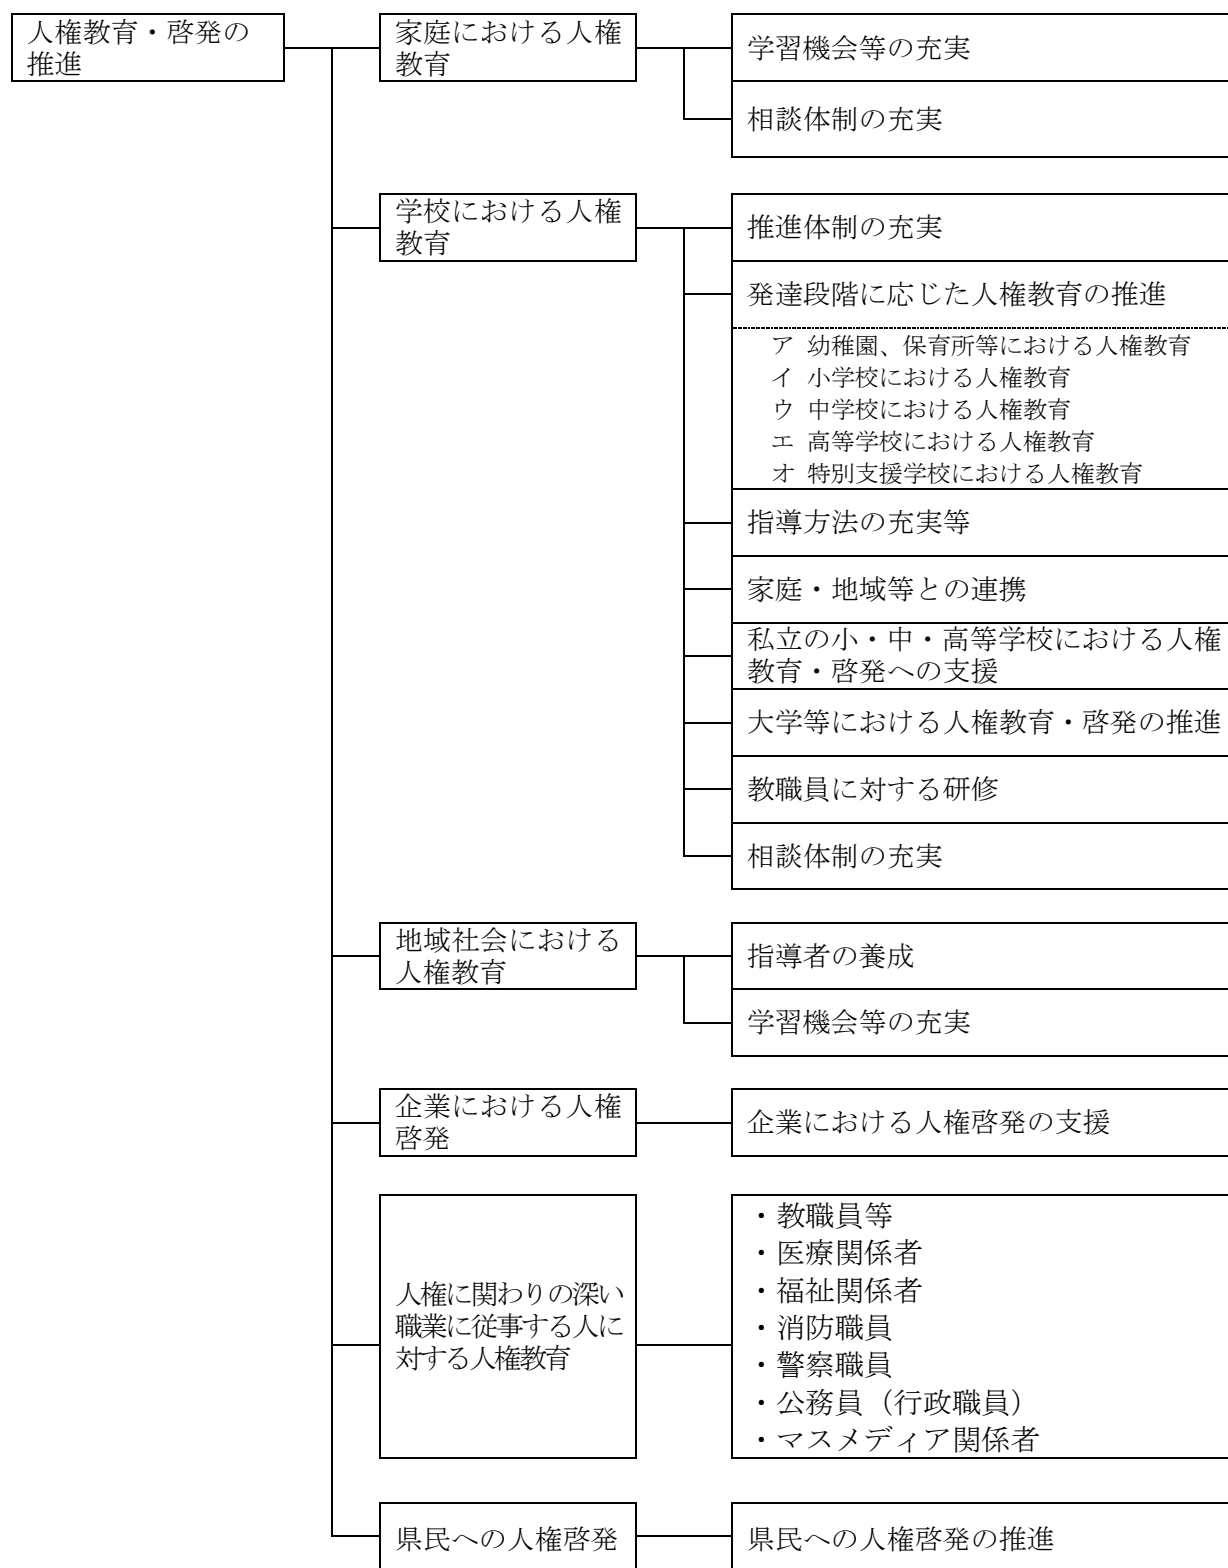 人権教育・啓発の
推進
家庭における人権
教育
学習機会等の充実
相談体制の充実
学校における人権
教育
推進体制の充実
発達段階に応じた人権教育の推進
ア 幼稚園、保育所等における人権教育
イ 小学校における人権教育
ウ 中学校における人権教育
エ 高等学校における人権教育
オ 特別支援学校における人権教育
指導方法の充実等
家庭・地域等との連携
私立の小・中・高等学校における人権
教育・啓発への支援
大学等における人権教育・啓発の推進
教職員に対する研修
相談体制の充実
地域社会における
人権教育
指導者の養成
学習機会等の充実
企業における人権
啓発
企業における人権啓発の支援
人権に関わりの深い
職業に従事する人に
対する人権教育
・教職員等
・医療関係者
・福祉関係者
・消防職員
・警察職員
・公務員（行政職員）
・マスメディア関係者
県民への人権啓発
県民への人権啓発の推進